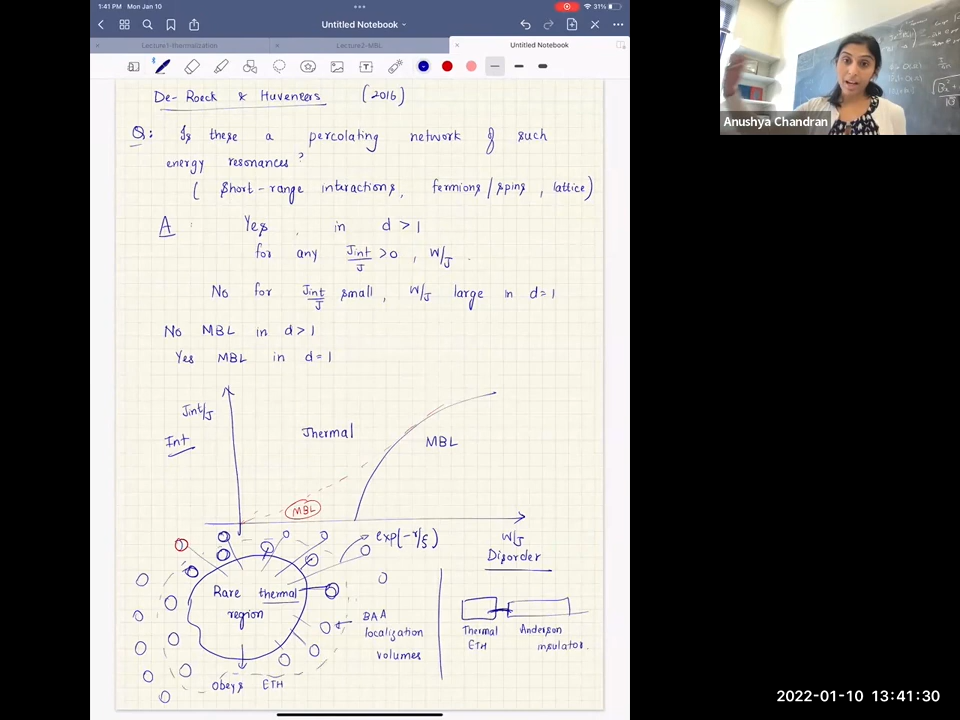 1:41 PM Mon Jan 10
31%
Untitled Notebook
Lecture1-thermalization
Lecture2-MBL
Untitled Notebook
De-Roeck & Huveneers (2016)
Q: Is there a percolating network of such
energy resonances?
( Short-range interactions, fermions/spins, lattice)
A: Yes, in d > 1
for any Jint/J > 0, W/J.
No for Jint/J small, W/J large in d=1
No MBL in d > 1
Yes MBL in d = 1
Jint/J
Int
Thermal
MBL
MBL
exp(-r/ξ)
W/J
Disorder
Rare thermal
region
BAA
localization
volumes
Obeys ETH
Thermal
ETH
Anderson
insulator.
Anushya Chandran
2022-01-10 13:41:30